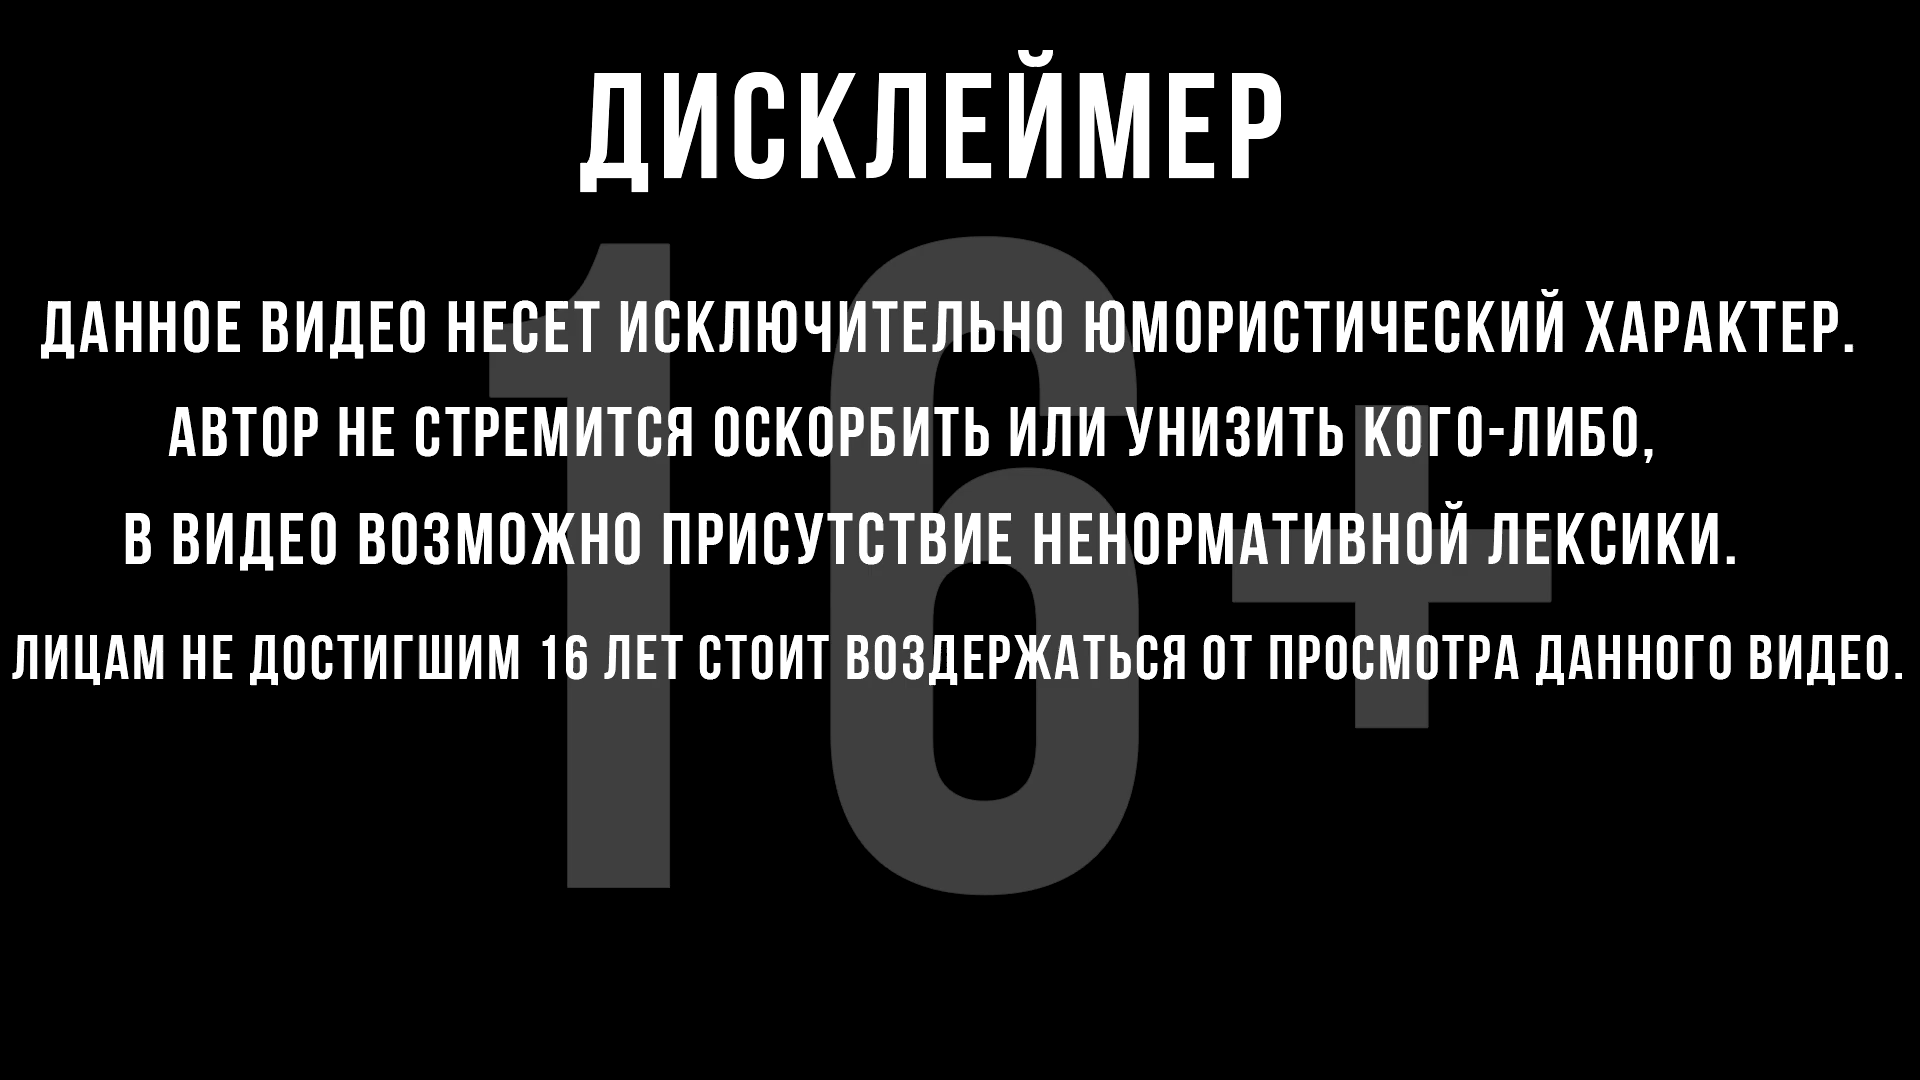 ДИСКЛЕЙМЕР
16+
ДАННОЕ ВИДЕО НЕСЕТ ИСКЛЮЧИТЕЛЬНО ЮМОРИСТИЧЕСКИЙ ХАРАКТЕР.
АВТОР НЕ СТРЕМИТСЯ ОСКОРБИТЬ ИЛИ УНИЗИТЬ КОГО-ЛИБО,
В ВИДЕО ВОЗМОЖНО ПРИСУТСТВИЕ НЕНОРМАТИВНОЙ ЛЕКСИКИ.
ЛИЦАМ НЕ ДОСТИГШИМ 16 ЛЕТ СТОИТ ВОЗДЕРЖАТЬСЯ ОТ ПРОСМОТРА ДАННОГО ВИДЕО.